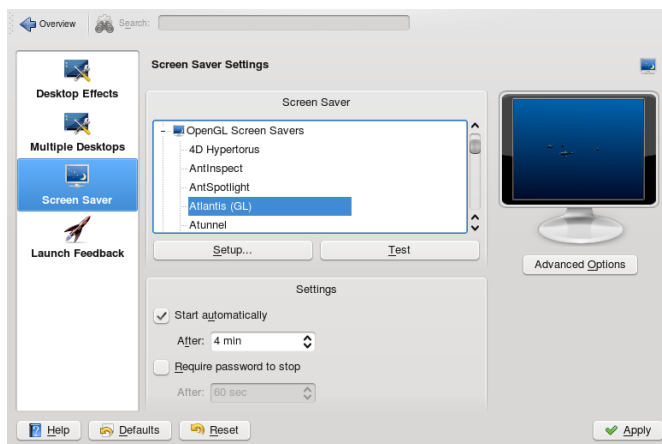 Overview
Search:
Screen Saver Settings
Desktop Effects
Multiple Desktops
Screen Saver
Launch Feedback
Screen Saver
OpenGL Screen Savers
4D Hypertorus
AntInspect
AntSpotlight
Atlantis (GL)
Atunnel
Setup...
Test
Advanced Options
Settings
Start automatically
After: 4 min
Require password to stop
After: 60 sec
Help
Defaults
Reset
Apply